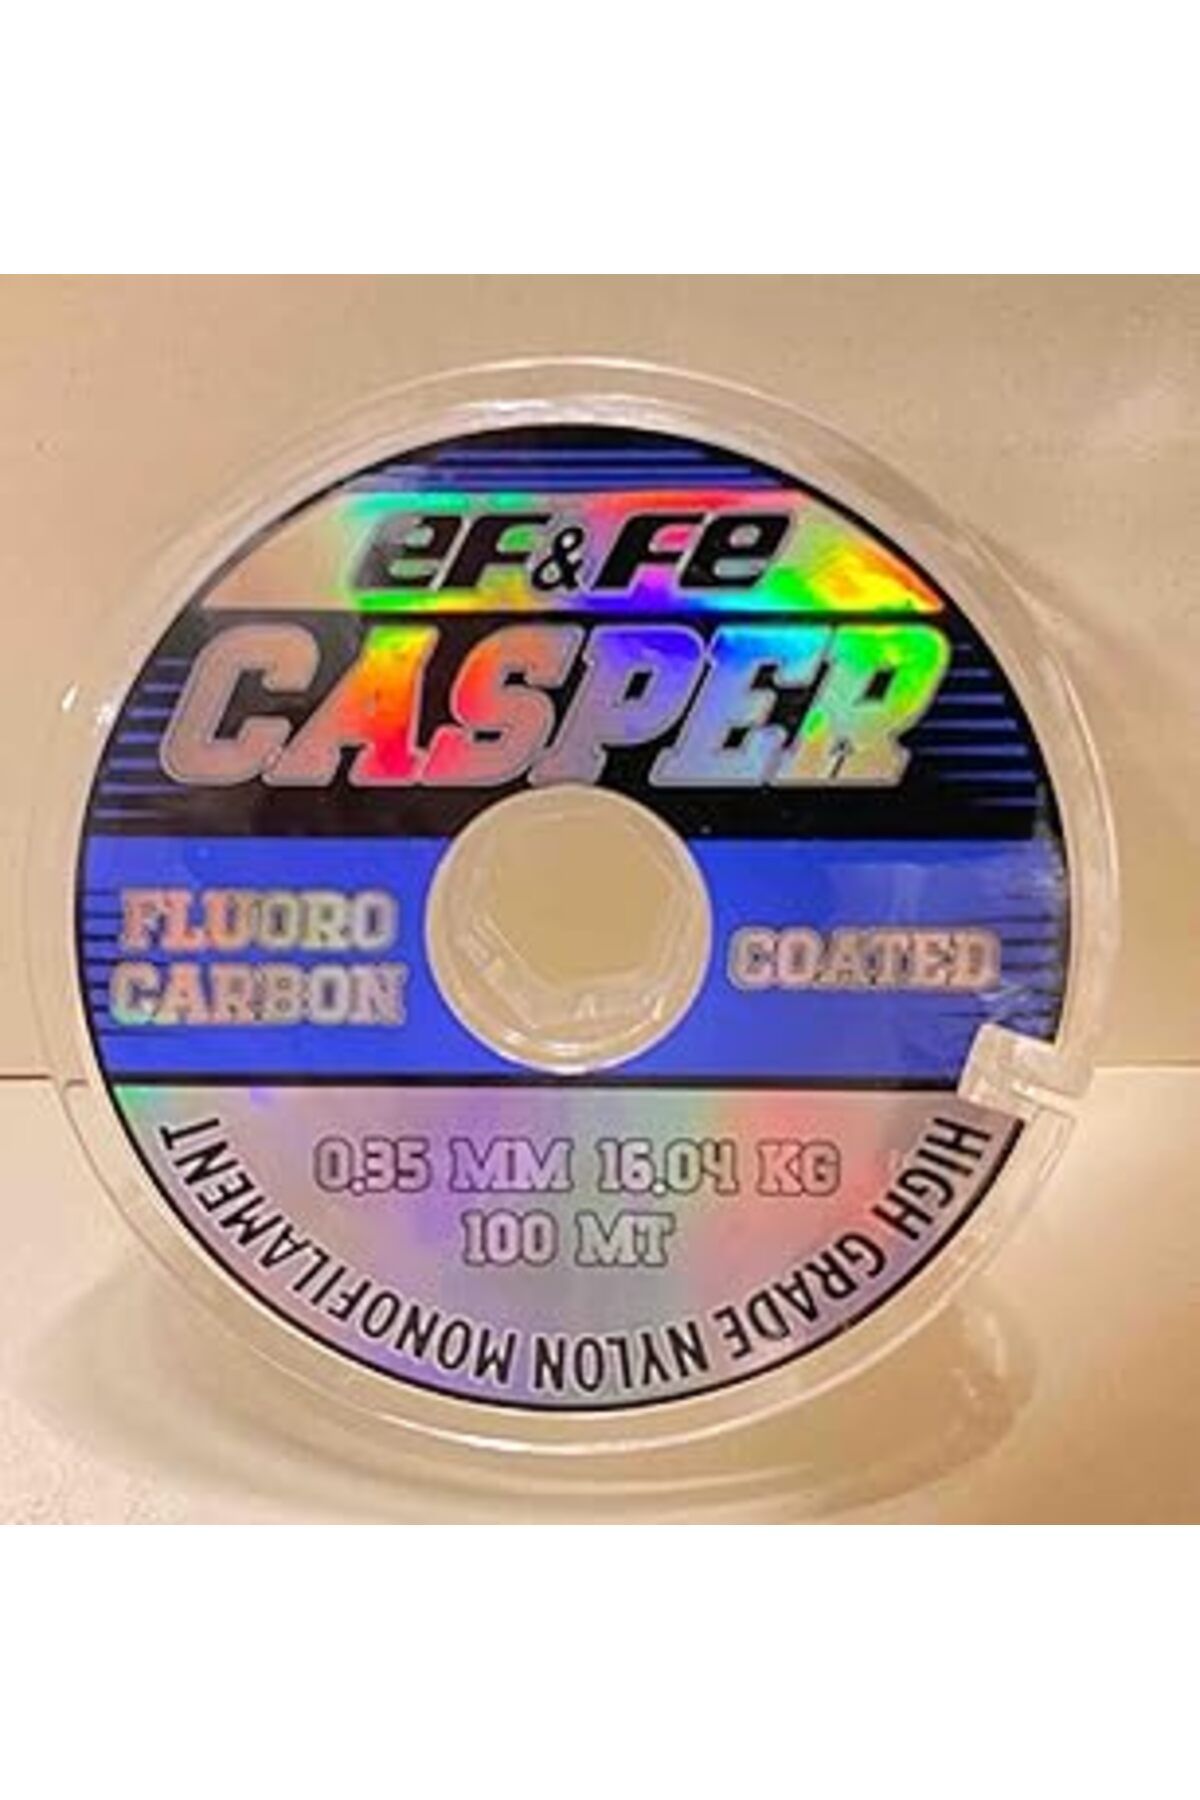 eF&Fe
CASPER
FLUORO
CARBON
COATED
0.35 MM 16.04 KG
100 MT
HIGH GRADE NYLON MONOFILAMENT